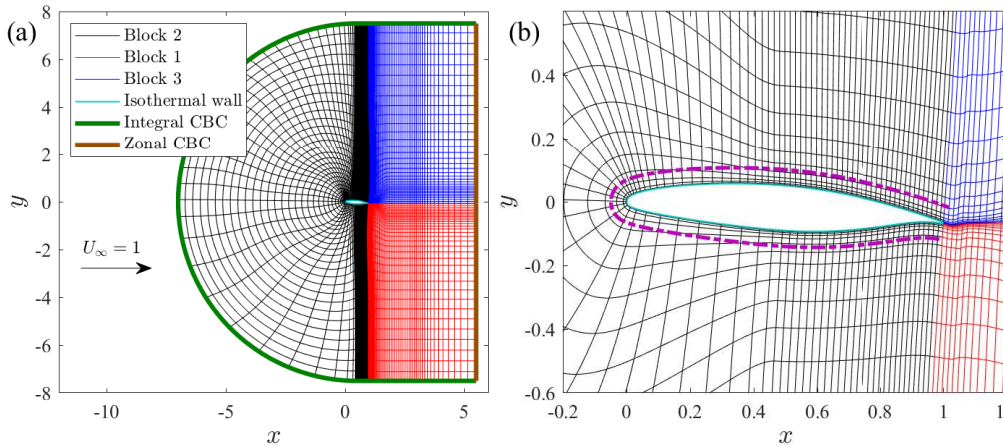 (a)
8
6
4
2
0
-2
-4
-6
-8
y
Block 2
Block 1
Block 3
Isothermal wall
Integral CBC
Zonal CBC
U∞ = 1
-10
-5
0
5
x
(b)
0.4
0.2
0
-0.2
-0.4
-0.6
y
-0.2
0
0.2
0.4
0.6
0.8
1
x